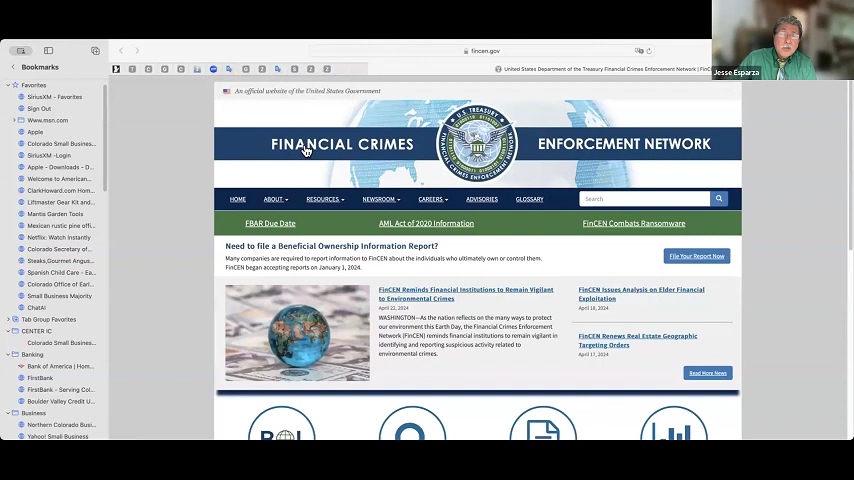 fincen.gov
Bookmarks
United States Department of the Treasury Financial Crimes Enforcement Network | FinC
Favorites
SiriusXM - Favorites
Sign Out
Www.msn.com
Apple
Colorado Small Busines...
SiriusXM -Login
Apple - Downloads - D...
Welcome to American...
ClarkHoward.com Hom...
Liftmaster Gear Kit and...
Mantis Garden Tools
Mexican rustic pine offi...
Netflix: Watch Instantly
Colorado Secretary of...
Steaks,Gourmet Angus...
Spanish Child Care - Ea...
Colorado Office of Earl...
Small Business Majority
ChatAI
Tab Group Favorites
CENTER IC
Colorado Small Busines...
Banking
Bank of America | Hom...
FirstBank
FirstBank - Serving Col...
Boulder Valley Credit U...
Business
Northern Colorado Busi...
Yahoo! Small Business
Jesse Esparza
An official website of the United States Government
FINANCIAL CRIMES
U.S. TREASURY
ENFORCEMENT NETWORK
HOME ABOUT RESOURCES NEWSROOM CAREERS ADVISORIES GLOSSARY
Search
FBAR Due Date AML Act of 2020 Information FinCEN Combats Ransomware
Need to file a Beneficial Ownership Information Report?
Many companies are required to report information to FinCEN about the individuals who ultimately own or control them.
FinCEN began accepting reports on January 1, 2024.
File Your Report Now
FinCEN Reminds Financial Institutions to Remain Vigilant
to Environmental Crimes
April 22, 2024
WASHINGTON—As the nation reflects on the many ways to protect
our environment this Earth Day, the Financial Crimes Enforcement
Network (FinCEN) reminds financial institutions to remain vigilant in
identifying and reporting suspicious activity related to
environmental crimes.
FinCEN Issues Analysis on Elder Financial
Exploitation
April 18, 2024
FinCEN Renews Real Estate Geographic
Targeting Orders
April 17, 2024
Read More News